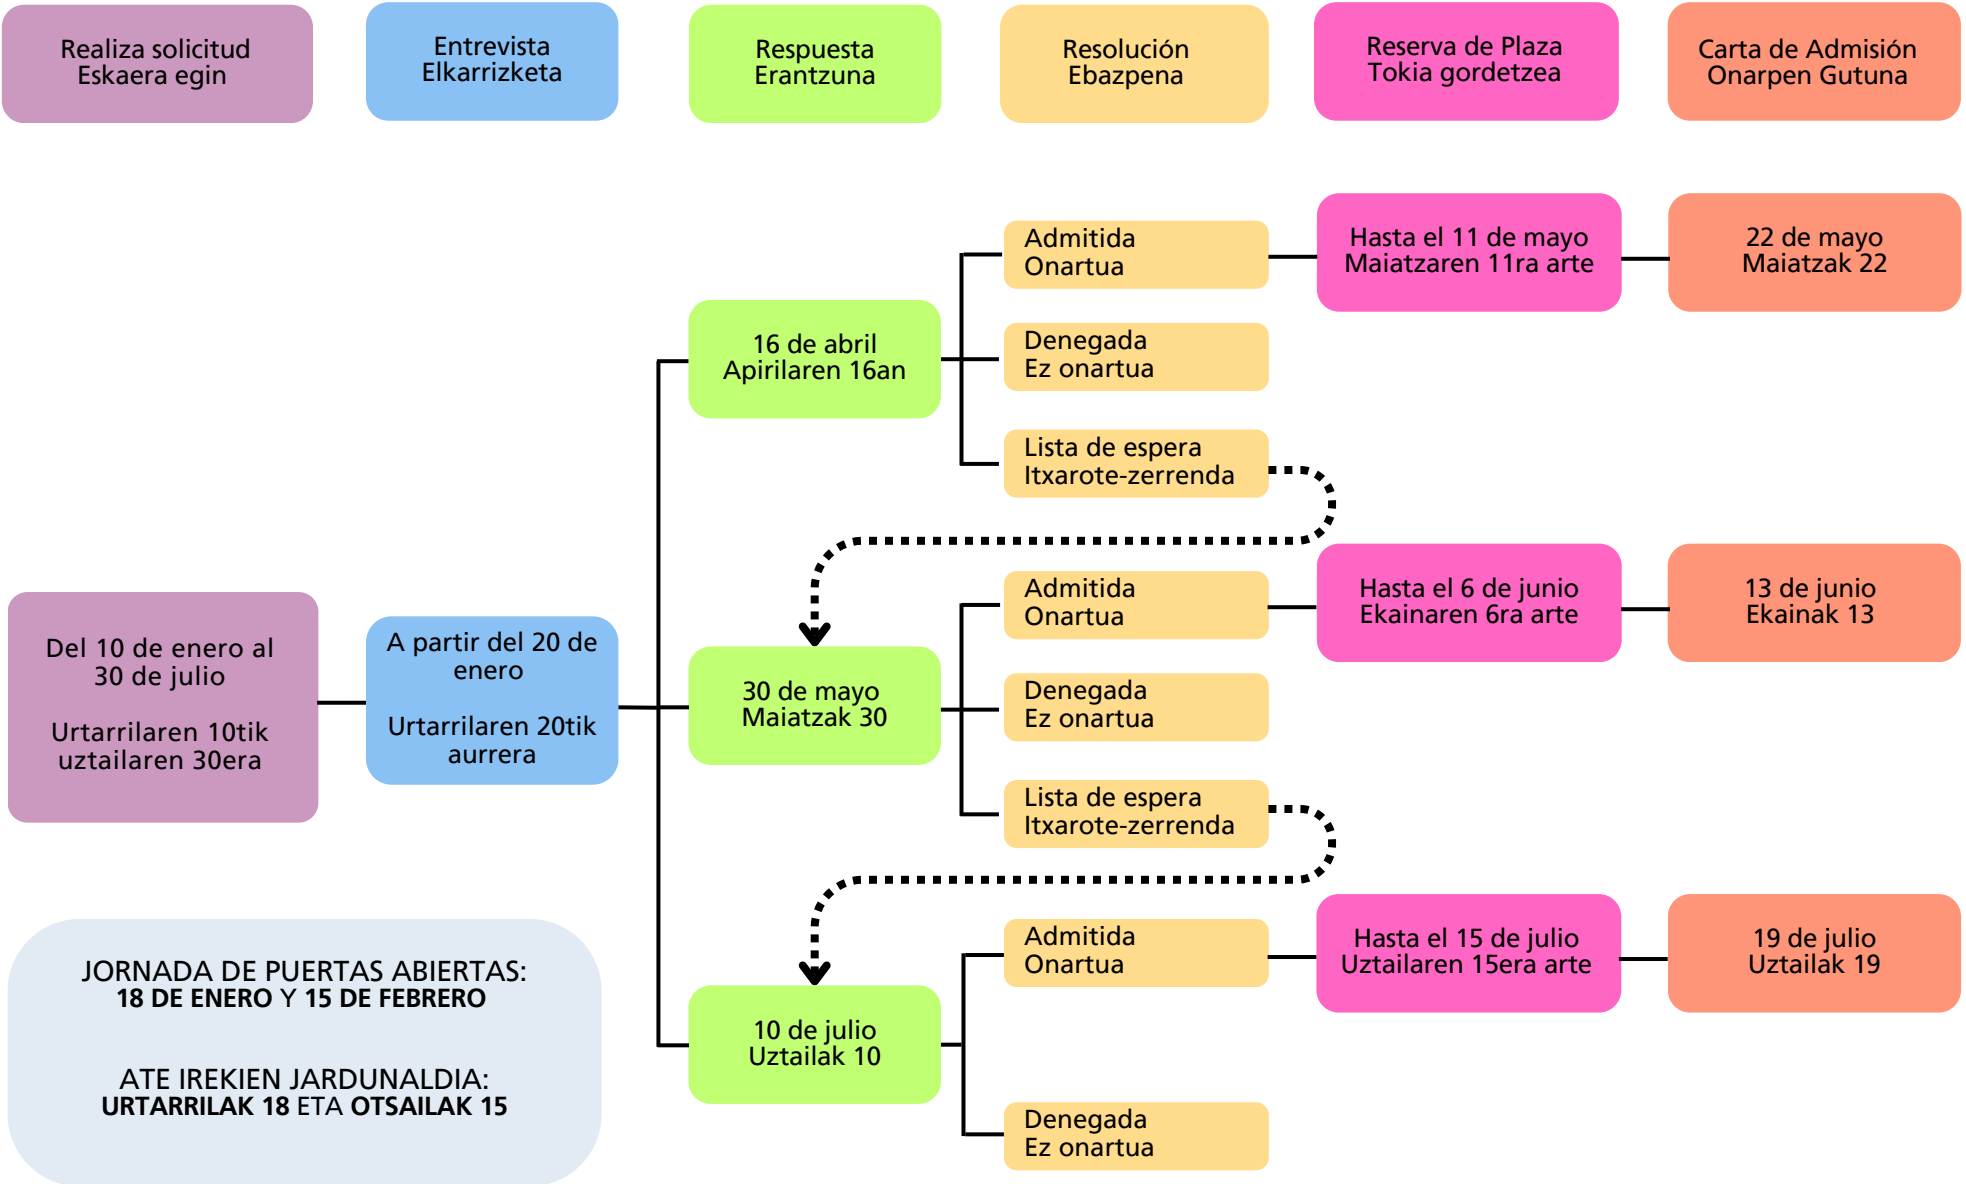 Realiza solicitud
Eskaera egin
Entrevista
Elkarrizketa
Respuesta
Erantzuna
Resolución
Ebazpena
Reserva de Plaza
Tokia gordetzea
Carta de Admisión
Onarpen Gutuna
Del 10 de enero al
30 de julio
Urtarrilaren 10tik
uztailaren 30era
A partir del 20 de
enero
Urtarrilaren 20tik
aurrera
16 de abril
Apirilaren 16an
Admitida
Onartua
Hasta el 11 de mayo
Maiatzaren 11ra arte
22 de mayo
Maiatzak 22
Denegada
Ez onartua
Lista de espera
Itxarote-zerrenda
30 de mayo
Maiatzak 30
Admitida
Onartua
Hasta el 6 de junio
Ekainaren 6ra arte
13 de junio
Ekainak 13
Denegada
Ez onartua
Lista de espera
Itxarote-zerrenda
10 de julio
Uztailak 10
Admitida
Onartua
Hasta el 15 de julio
Uztailaren 15era arte
19 de julio
Uztailak 19
Denegada
Ez onartua
JORNADA DE PUERTAS ABIERTAS:
18 DE ENERO Y 15 DE FEBRERO
ATE IREKIEN JARDUNALDIA:
URTARRILAK 18 ETA OTSAILAK 15